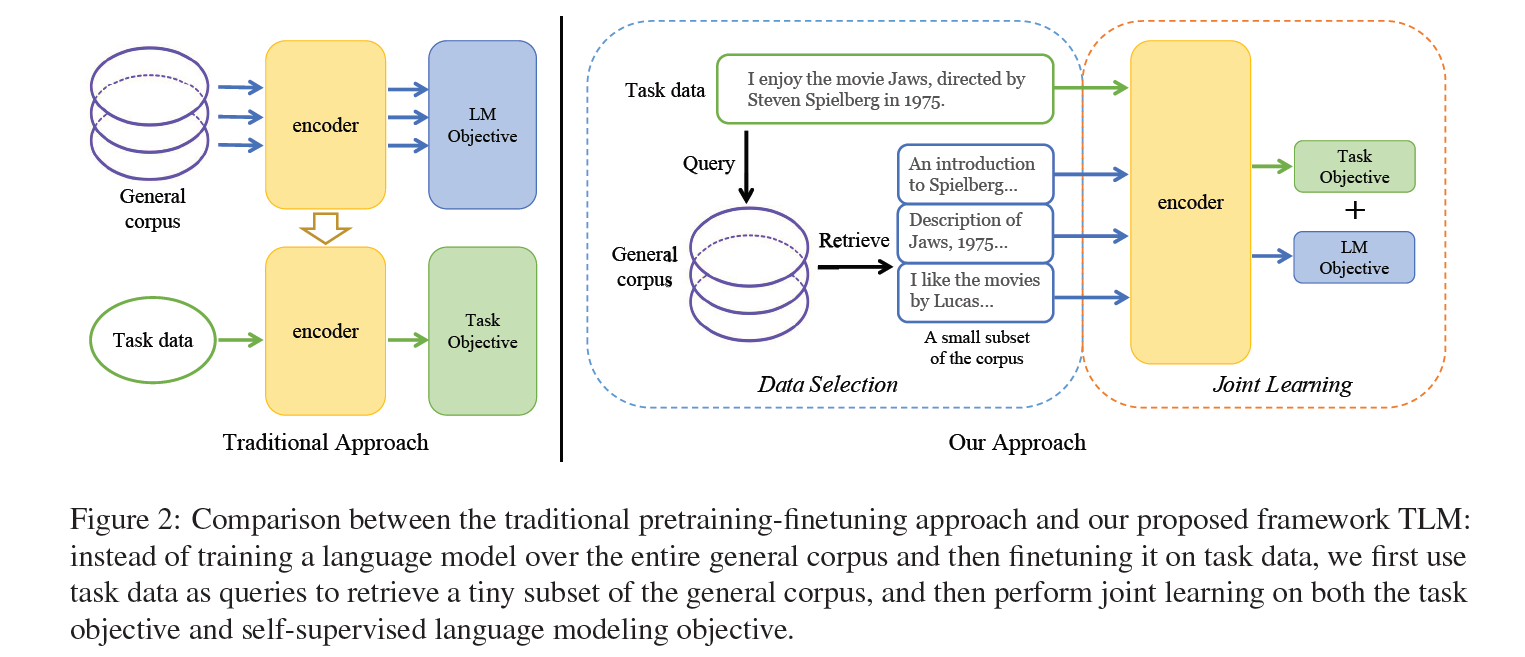 General
corpus
encoder
LM
Objective
Task data
encoder
Task
Objective
Traditional Approach
Task data
I enjoy the movie Jaws, directed by
Steven Spielberg in 1975.
Query
General
corpus
Retrieve
An introduction
to Spielberg...
Description of
Jaws, 1975...
I like the movies
by Lucas...
A small subset
of the corpus
Data Selection
encoder
Task
Objective
+
LM
Objective
Joint Learning
Our Approach
Figure 2: Comparison between the traditional pretraining-finetuning approach and our proposed framework TLM:
instead of training a language model over the entire general corpus and then finetuning it on task data, we first use
task data as queries to retrieve a tiny subset of the general corpus, and then perform joint learning on both the task
objective and self-supervised language modeling objective.